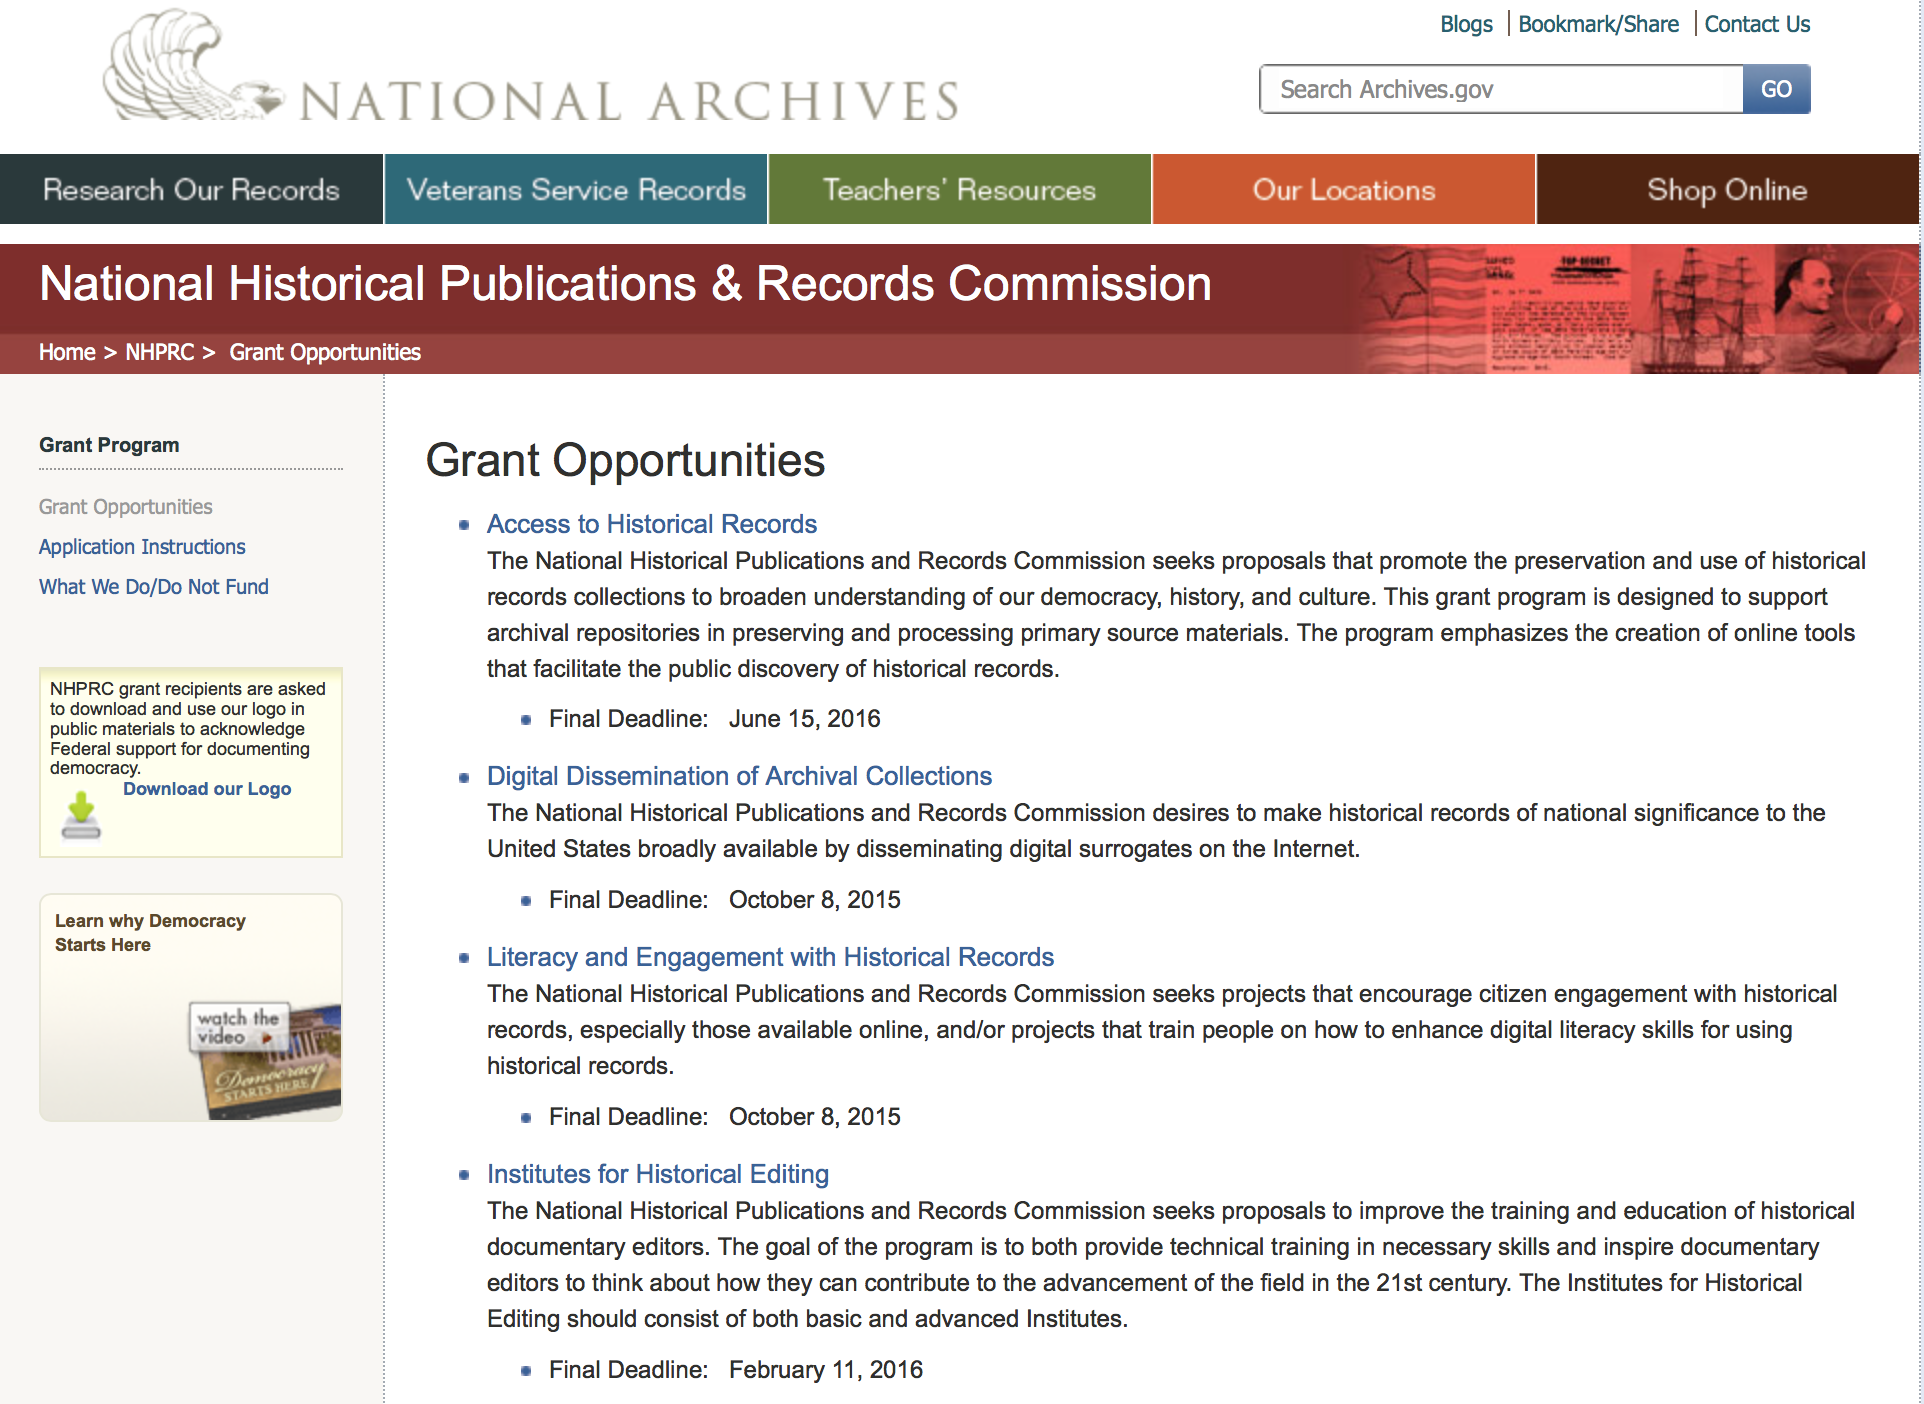 Blogs | Bookmark/Share | Contact Us
NATIONAL ARCHIVES
Search Archives.gov GO
Research Our Records Veterans Service Records Teachers' Resources Our Locations Shop Online
National Historical Publications & Records Commission
TOP SECRET
Home > NHPRC > Grant Opportunities
Grant Program
Grant Opportunities
Application Instructions
What We Do/Do Not Fund
NHPRC grant recipients are asked
to download and use our logo in
public materials to acknowledge
Federal support for documenting
democracy.
Download our Logo
Learn why Democracy
Starts Here
watch the
video
Democracy
STARTS HERE
Grant Opportunities
Access to Historical Records
The National Historical Publications and Records Commission seeks proposals that promote the preservation and use of historical
records collections to broaden understanding of our democracy, history, and culture. This grant program is designed to support
archival repositories in preserving and processing primary source materials. The program emphasizes the creation of online tools
that facilitate the public discovery of historical records.
Final Deadline: June 15, 2016
Digital Dissemination of Archival Collections
The National Historical Publications and Records Commission desires to make historical records of national significance to the
United States broadly available by disseminating digital surrogates on the Internet.
Final Deadline: October 8, 2015
Literacy and Engagement with Historical Records
The National Historical Publications and Records Commission seeks projects that encourage citizen engagement with historical
records, especially those available online, and/or projects that train people on how to enhance digital literacy skills for using
historical records.
Final Deadline: October 8, 2015
Institutes for Historical Editing
The National Historical Publications and Records Commission seeks proposals to improve the training and education of historical
documentary editors. The goal of the program is to both provide technical training in necessary skills and inspire documentary
editors to think about how they can contribute to the advancement of the field in the 21st century. The Institutes for Historical
Editing should consist of both basic and advanced Institutes.
Final Deadline: February 11, 2016